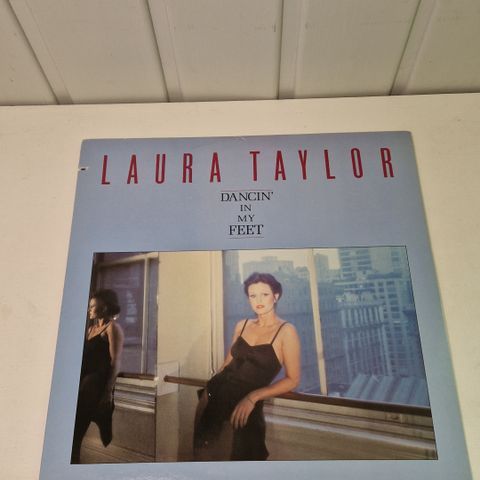 LAURA TAYLOR
DANCIN'
IN
MY
FEET